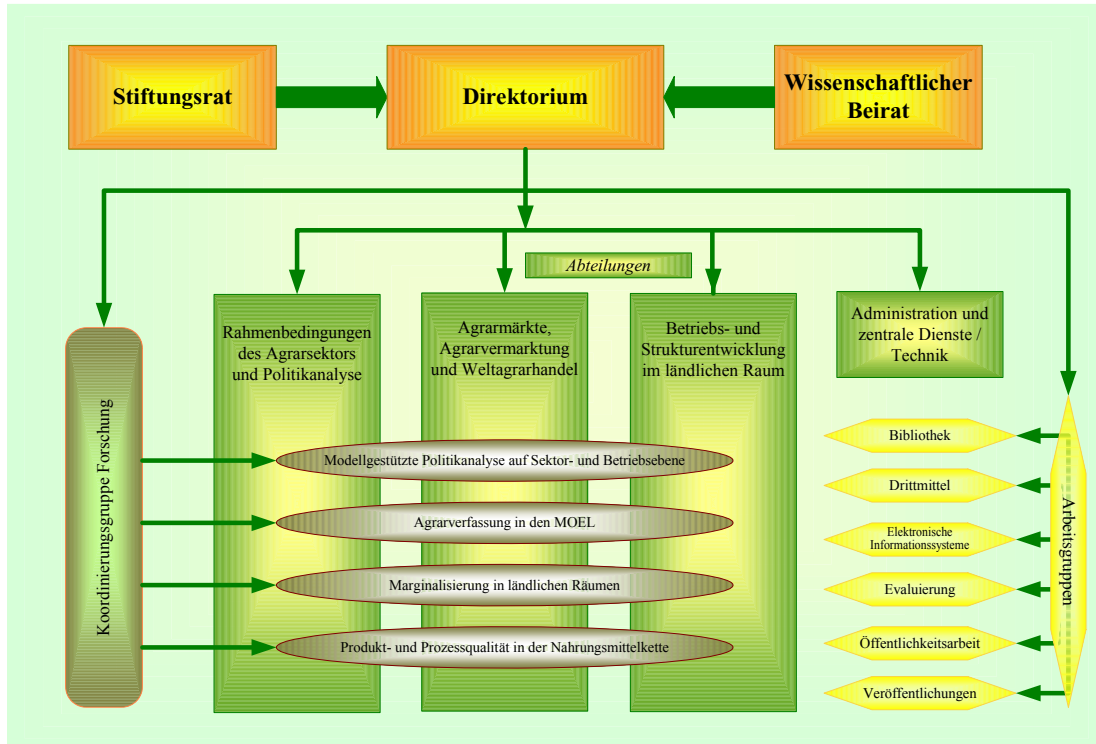 Stiftungsrat
Direktorium
Wissenschaftlicher
Beirat
Abteilungen
Rahmenbedingungen
des Agrarsektors
und Politikanalyse
Agrarmärkte,
Agrarvermarktung
und Weltagrarhandel
Betriebs- und
Strukturentwicklung
im ländlichen Raum
Administration und
zentrale Dienste /
Technik
Koordinierungsgruppe Forschung
Modellgestützte Politikanalyse auf Sektor- und Betriebsebene
Agrarverfassung in den MOEL
Marginalisierung in ländlichen Räumen
Produkt- und Prozessqualität in der Nahrungsmittelkette
Arbeitsgruppen
Bibliothek
Drittmittel
Elektronische
Informationssysteme
Evaluierung
Öffentlichkeitsarbeit
Veröffentlichungen